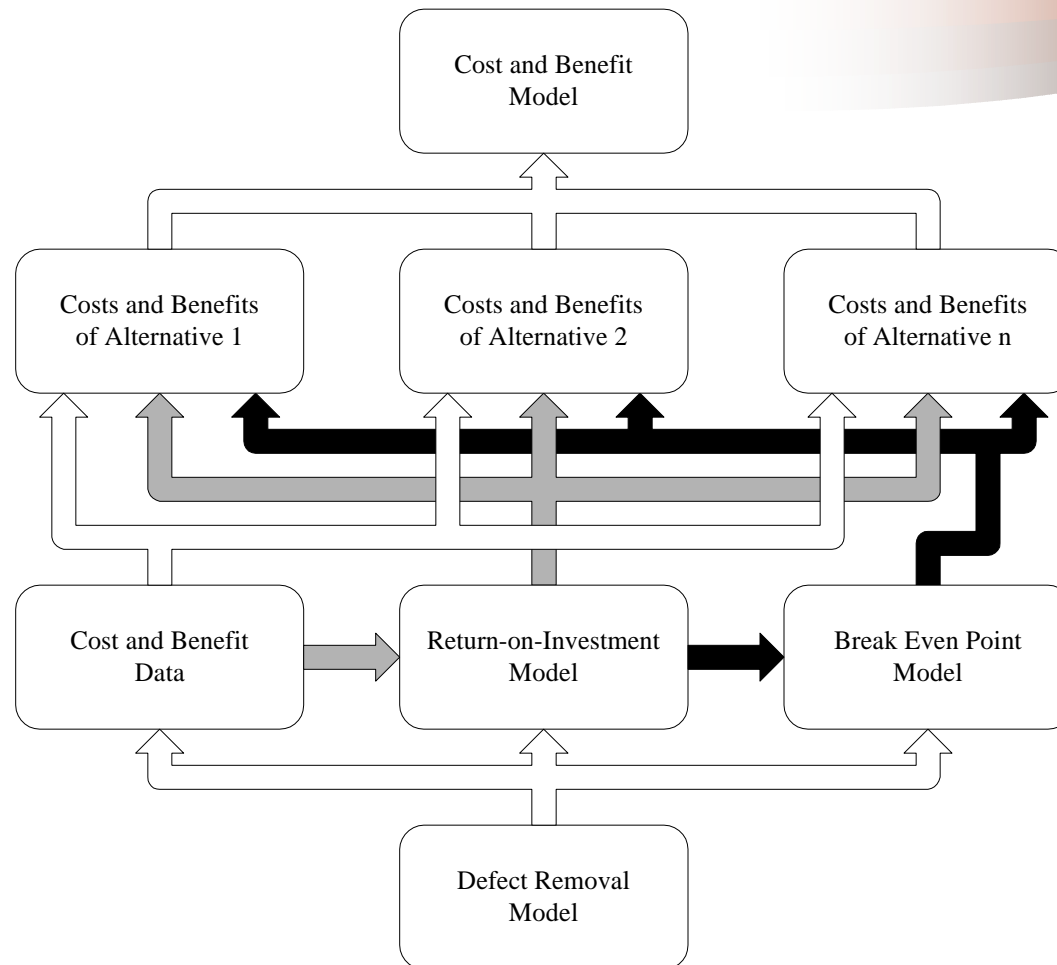 Cost and Benefit
Model
Costs and Benefits
of Alternative 1
Costs and Benefits
of Alternative 2
Costs and Benefits
of Alternative n
Cost and Benefit
Data
Return-on-Investment
Model
Break Even Point
Model
Defect Removal
Model